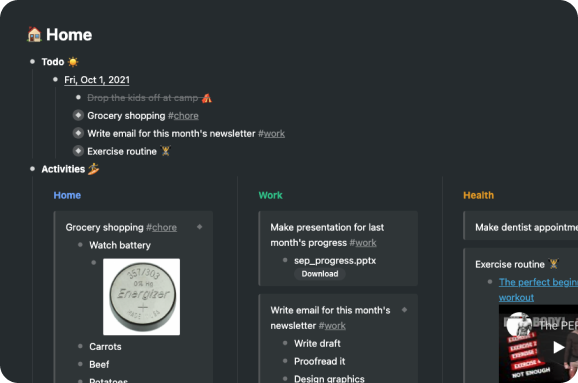 Home
Todo
Fri, Oct 1, 2021
Drop the kids off at camp
Grocery shopping #chore
Write email for this month's newsletter #work
Exercise routine
Activities
Home
Grocery shopping #chore
Watch battery
357/303
Energizer
Carrots
Beef
Potatoes
Work
Make presentation for last
month's progress #work
sep_progress.pptx
Download
Write email for this month's
newsletter #work
Write draft
Proofread it
Design graphics
Health
Make dentist appointme
Exercise routine
The perfect begin
workout
The PER
EXERCISE 1
EXERCISE 2
EXERCISE 3
NOT ENOUGH